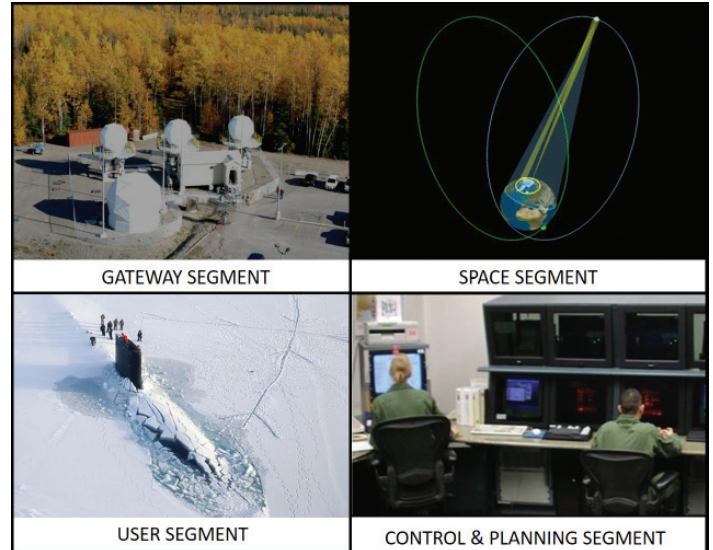 GATEWAY SEGMENT
SPACE SEGMENT
USER SEGMENT
CONTROL & PLANNING SEGMENT